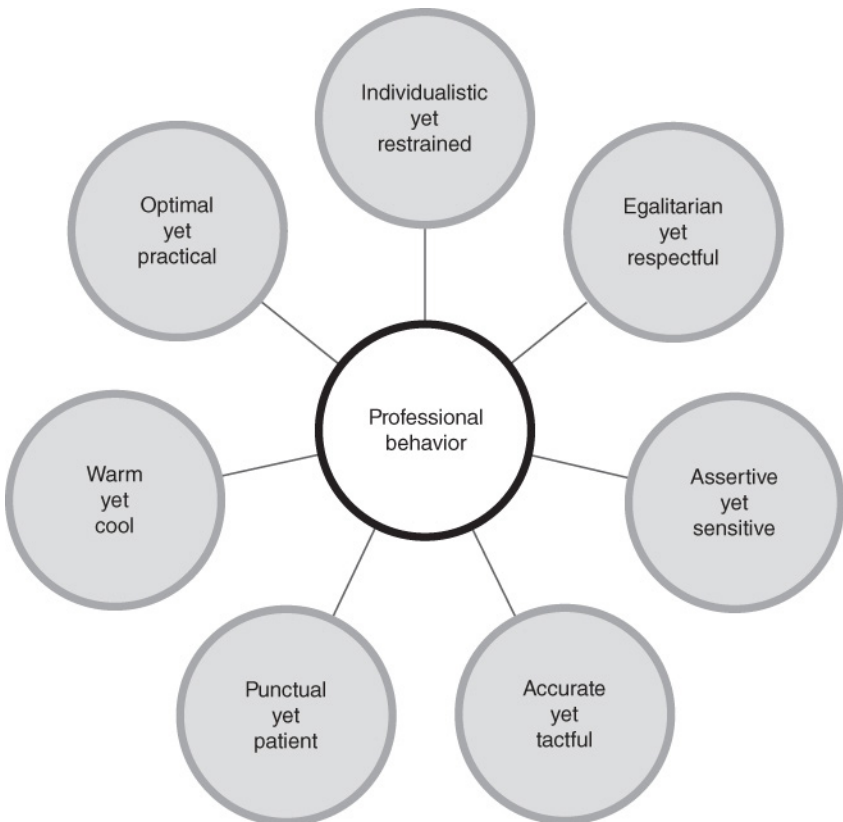 Individualistic
yet
restrained
Egalitarian
yet
respectful
Assertive
yet
sensitive
Accurate
yet
tactful
Punctual
yet
patient
Warm
yet
cool
Optimal
yet
practical
Professional
behavior